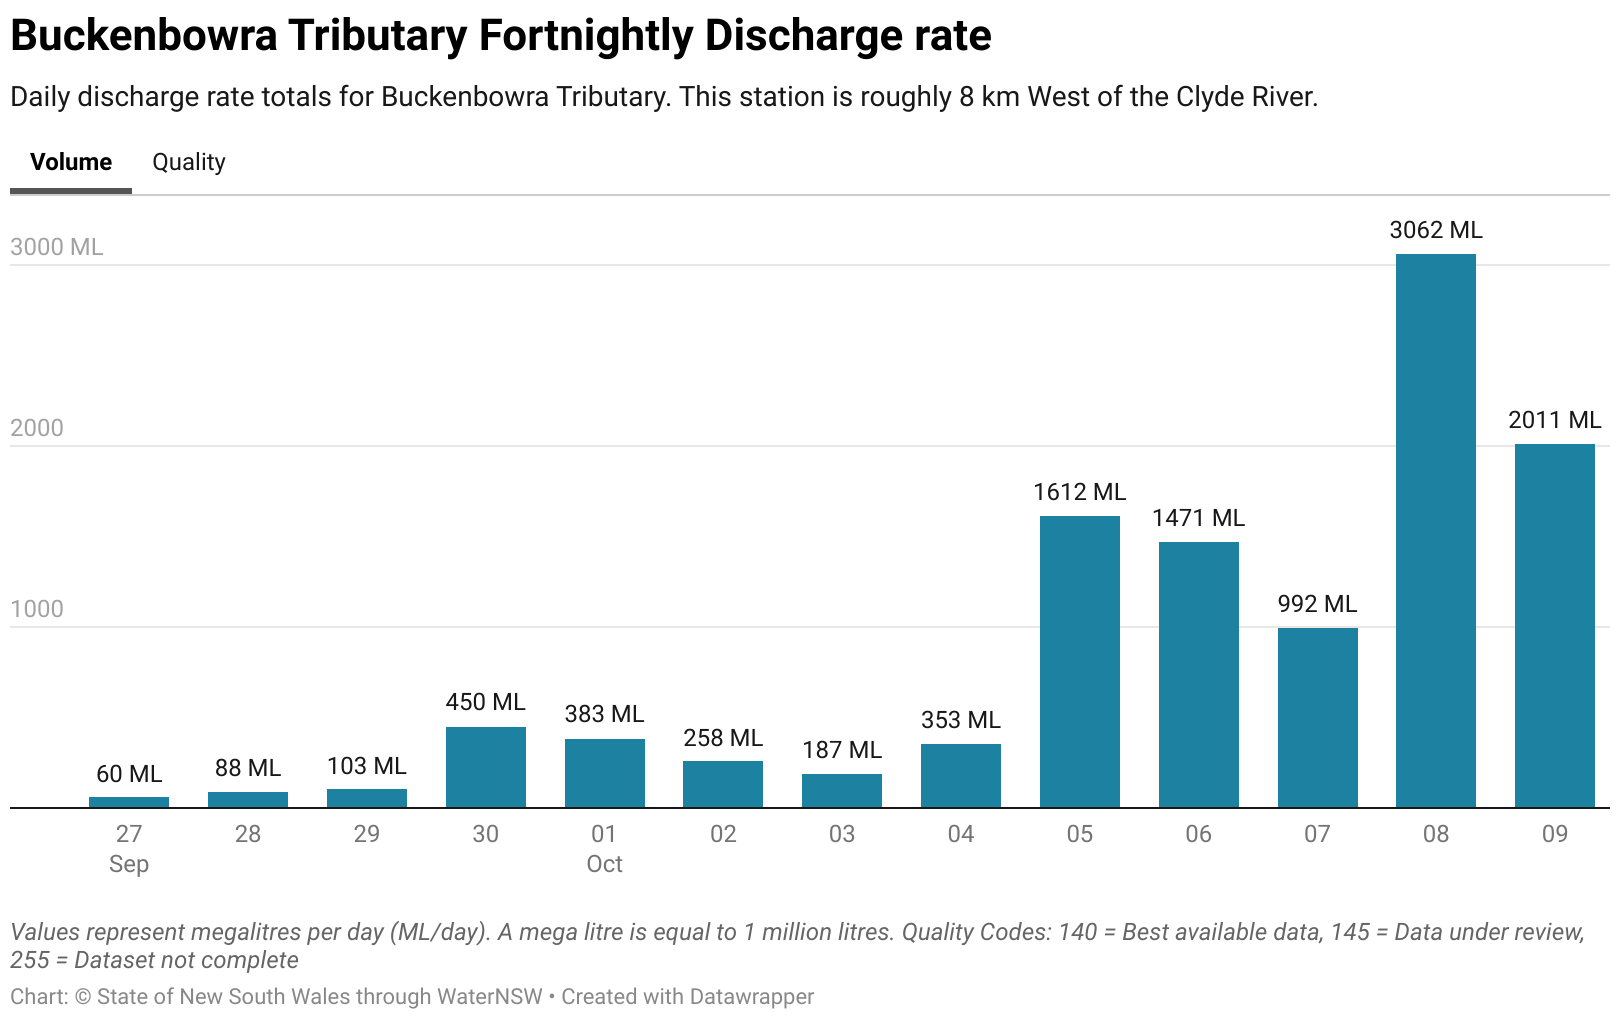 Buckenbowra Tributary Fortnightly Discharge rate
Daily discharge rate totals for Buckenbowra Tributary. This station is roughly 8 km West of the Clyde River.
Volume Quality
3000 ML
2000
1000
60 ML
88 ML
103 ML
450 ML
383 ML
258 ML
187 ML
353 ML
1612 ML
1471 ML
992 ML
3062 ML
2011 ML
27 28 29 30 01 02 03 04 05 06 07 08 09
Sep Oct
Values represent megalitres per day (ML/day). A mega litre is equal to 1 million litres. Quality Codes: 140 = Best available data, 145 = Data under review,
255 = Dataset not complete
Chart: © State of New South Wales through WaterNSW • Created with Datawrapper